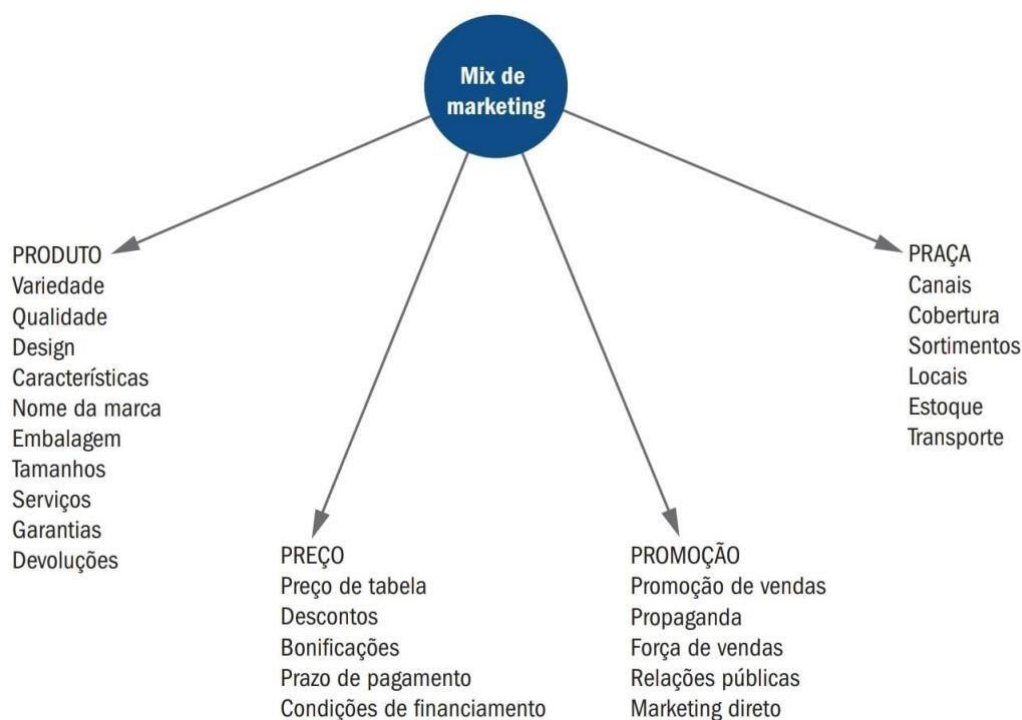 Mix de
marketing
PRODUTO
Variedade
Qualidade
Design
Características
Nome da marca
Embalagem
Tamanhos
Serviços
Garantias
Devoluções
PREÇO
Preço de tabela
Descontos
Bonificações
Prazo de pagamento
Condições de financiamento
PROMOÇÃO
Promoção de vendas
Propaganda
Força de vendas
Relações públicas
Marketing direto
PRAÇA
Canais
Cobertura
Sortimentos
Locais
Estoque
Transporte